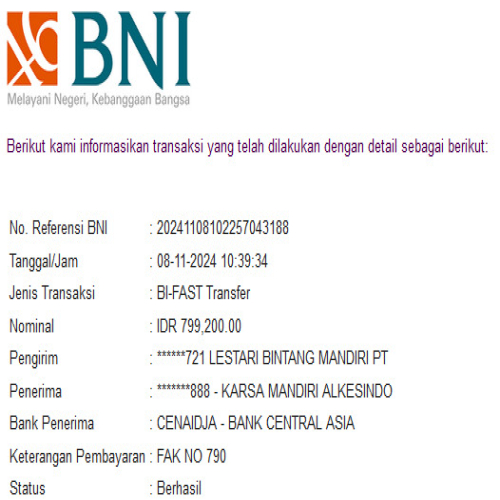 BNI
Melayani Negeri, Kebanggaan Bangsa
Berikut kami informasikan transaksi yang telah dilakukan dengan detail sebagai berikut:
No. Referensi BNI : 20241108102257043188
Tanggal/Jam : 08-11-2024 10:39:34
Jenis Transaksi : BI-FAST Transfer
Nominal : IDR 799,200.00
Pengirim : ******721 LESTARI BINTANG MANDIRI PT
Penerima : *******888 - KARSA MANDIRI ALKESINDO
Bank Penerima : CENAIDJA - BANK CENTRAL ASIA
Keterangan Pembayaran : FAK NO 790
Status : Berhasil